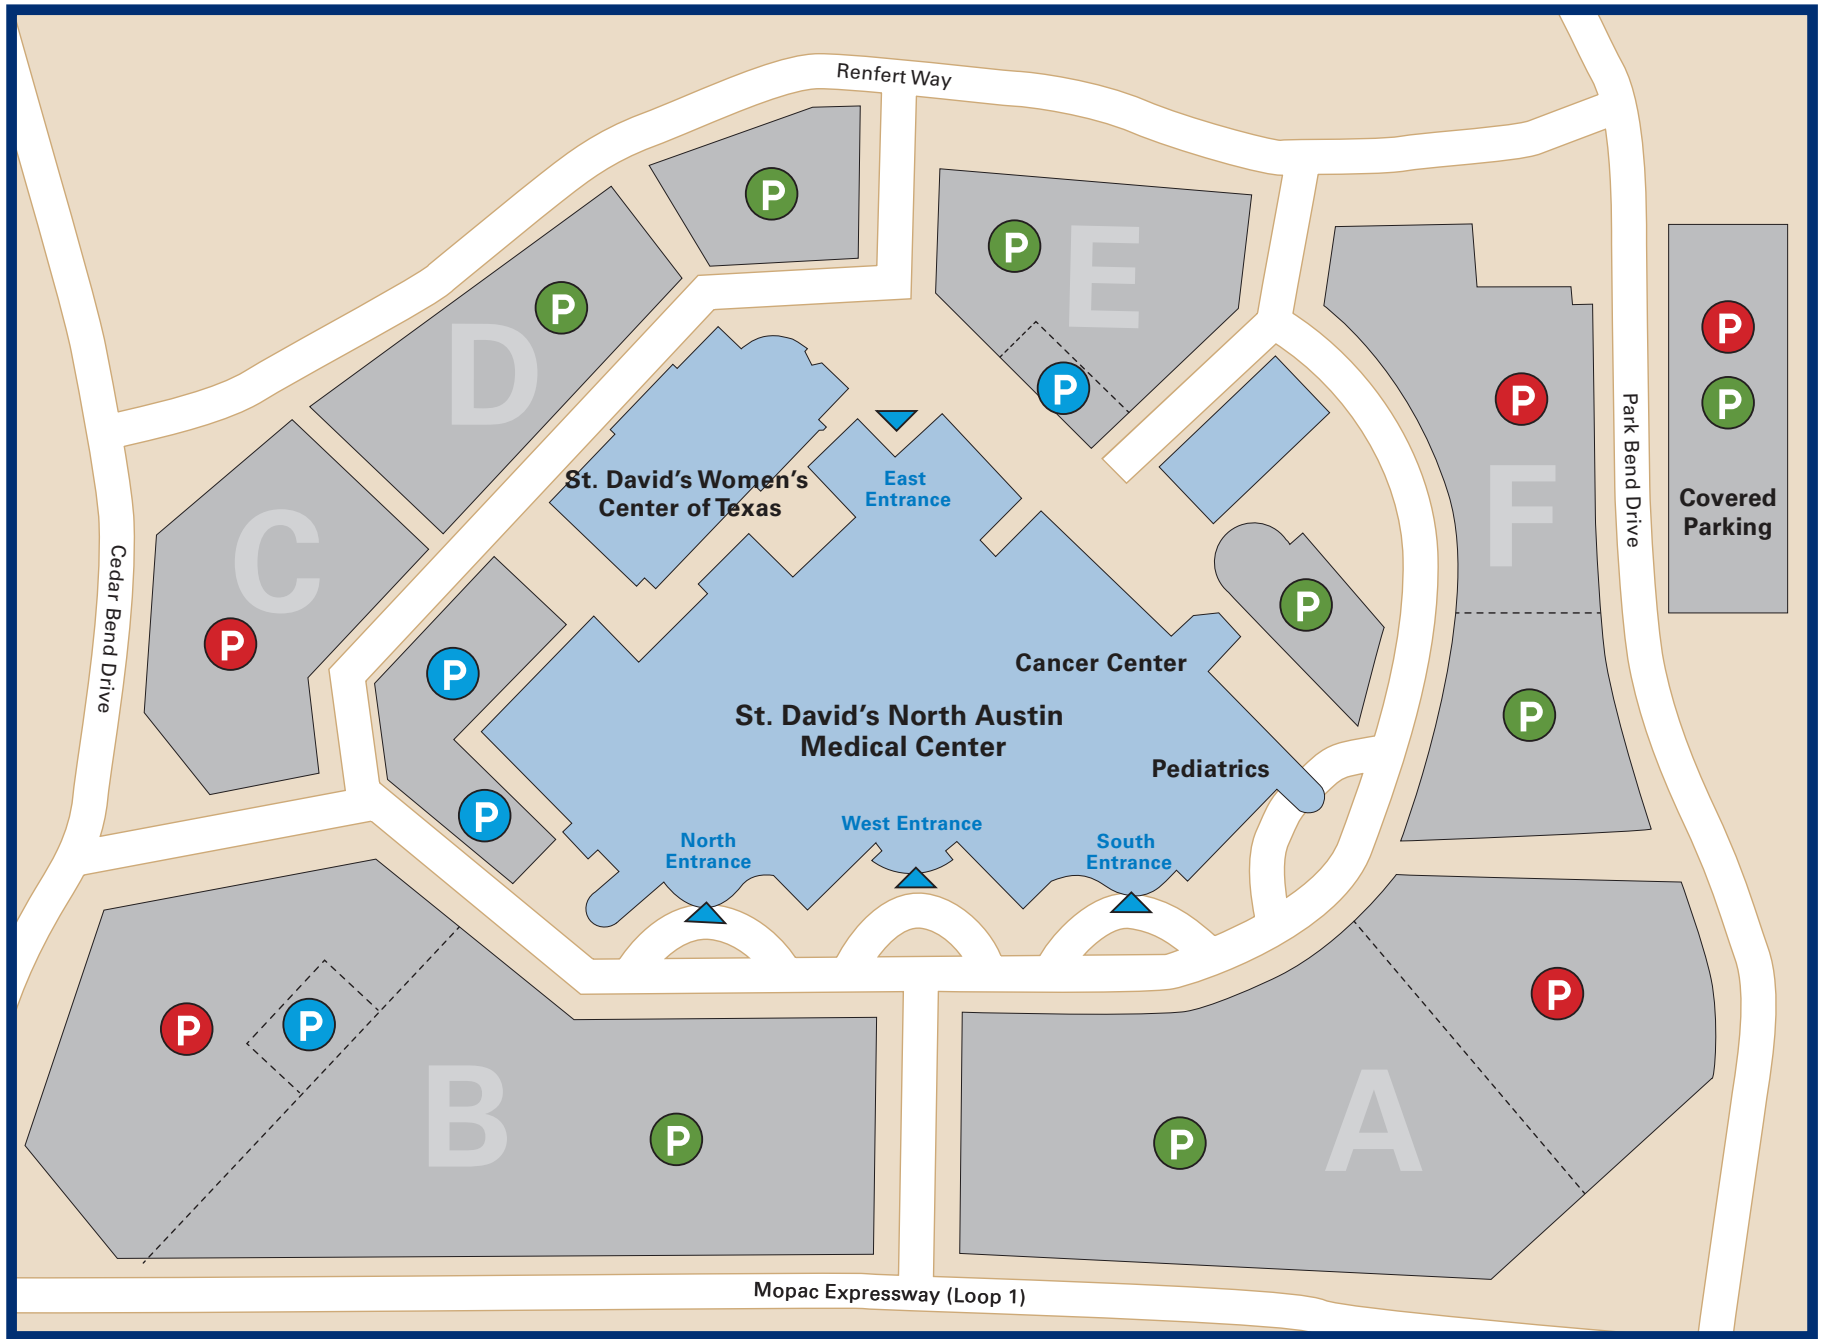 Renfert Way
P
P
E
P
D
P
P
P
P
P
F
Park Bend Drive
Covered
Parking
St. David's Women's
Center of Texas
East
Entrance
C
P
Cedar Bend Drive
P
P
Cancer Center
St. David's North Austin
Medical Center
Pediatrics
P
P
North
Entrance
West Entrance
South
Entrance
P
P
B
P
P
A
P
Mopac Expressway (Loop 1)